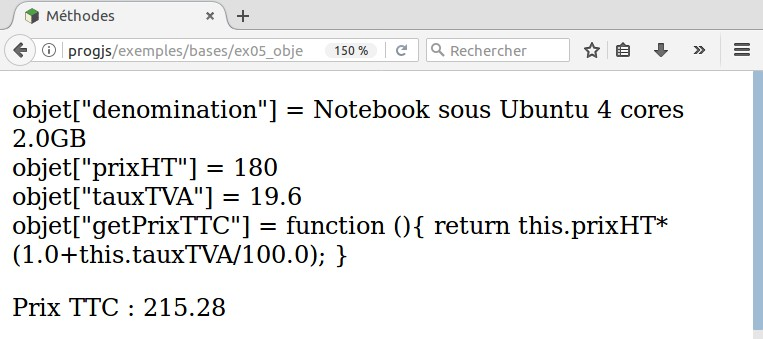 Méthodes
progjs/exemples/bases/ex05_obje
150 %
Rechercher
objet["denomination"] = Notebook sous Ubuntu 4 cores
2.0GB
objet["prixHT"] = 180
objet["tauxTVA"] = 19.6
objet["getPrixTTC"] = function (){ return this.prixHT*
(1.0+this.tauxTVA/100.0); }
Prix TTC : 215.28